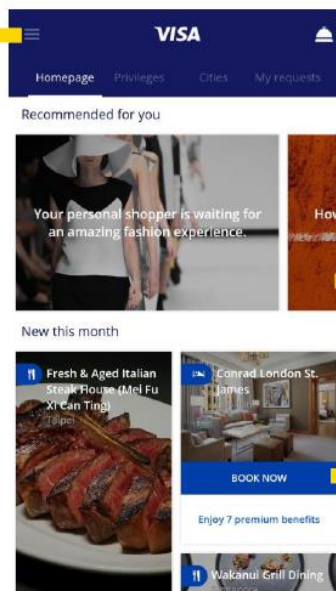 VISA
Homepage Privileges Cities My requests
Recommended for you
Your personal shopper is waiting for
an amazing fashion experience.
How
New this month
Fresh & Aged Italian
Steak House (Mei Fu
Xi Can Ting)
Taipei
Conrad London St.
James
BOOK NOW
Enjoy 7 premium benefits
Wakanui Grill Dining
Singapore